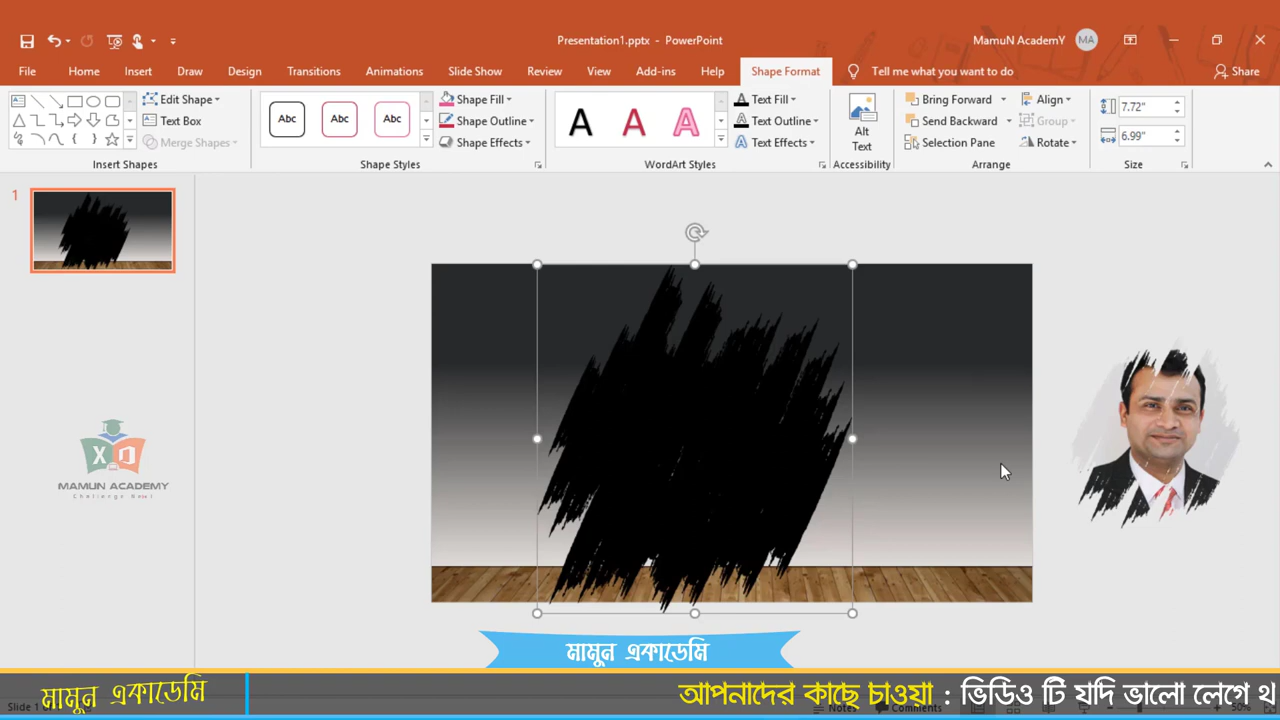 Presentation1.pptx - PowerPoint
MamuN AcademY
MA
File Home Insert Draw Design Transitions Animations Slide Show Review View Add-ins Help Shape Format Tell me what you want to do Share
Edit Shape
Text Box
Merge Shapes
Insert Shapes
Abc Abc Abc
Shape Fill
Shape Outline
Shape Effects
Shape Styles
A A A
Text Fill
Text Outline
Text Effects
WordArt Styles
Alt
Text
Accessibility
Bring Forward
Send Backward
Selection Pane
Align
Group
Rotate
Arrange
7.72"
6.99"
Size
1
X
MAMUN ACADEMY
Challenge Next
মামুন একাডেমি
মামুন একাডেমি
আপনাদের কাছে চাওয়া : ভিডিও টি যদি ভালো লেগে থ
Slide 1
Notes
Comments
50%